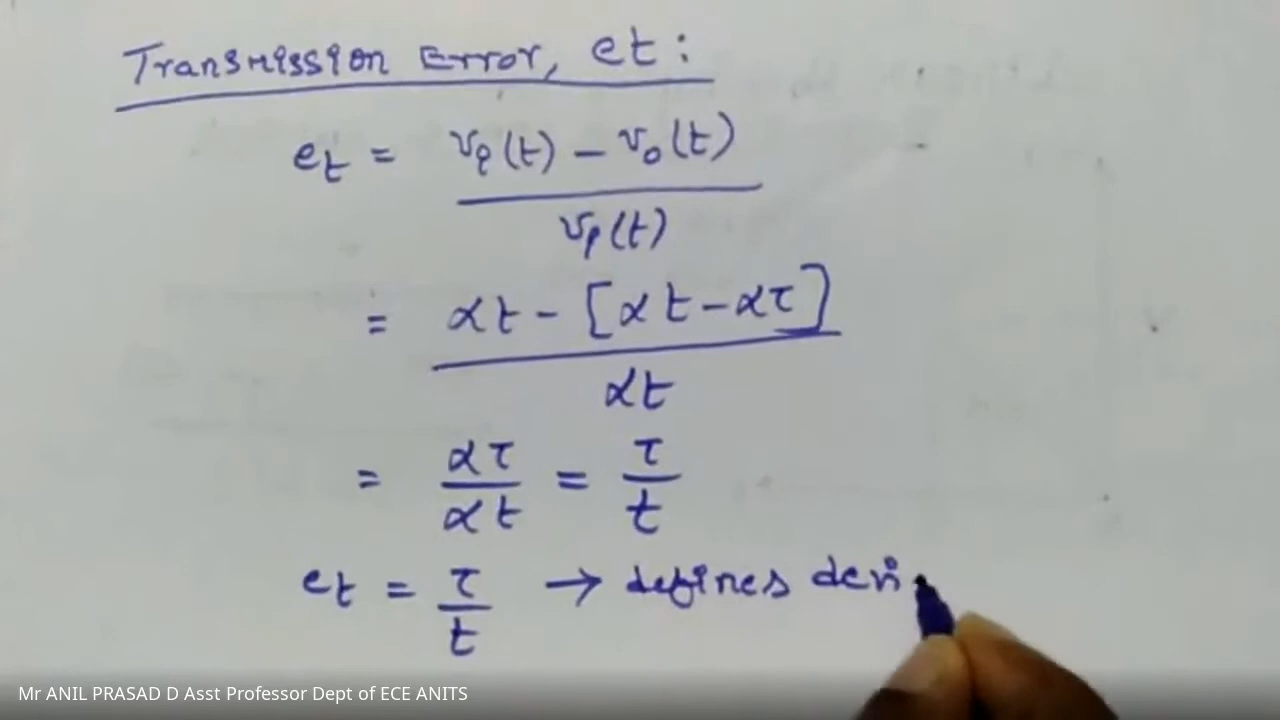 Transmission Error, et :
et = vi(t) - vo(t)
vi(t)
= αt - [αt - ατ]
αt
= ατ = τ
αt t
et = τ → defines devi
t
Mr ANIL PRASAD D Asst Professor Dept of ECE ANITS